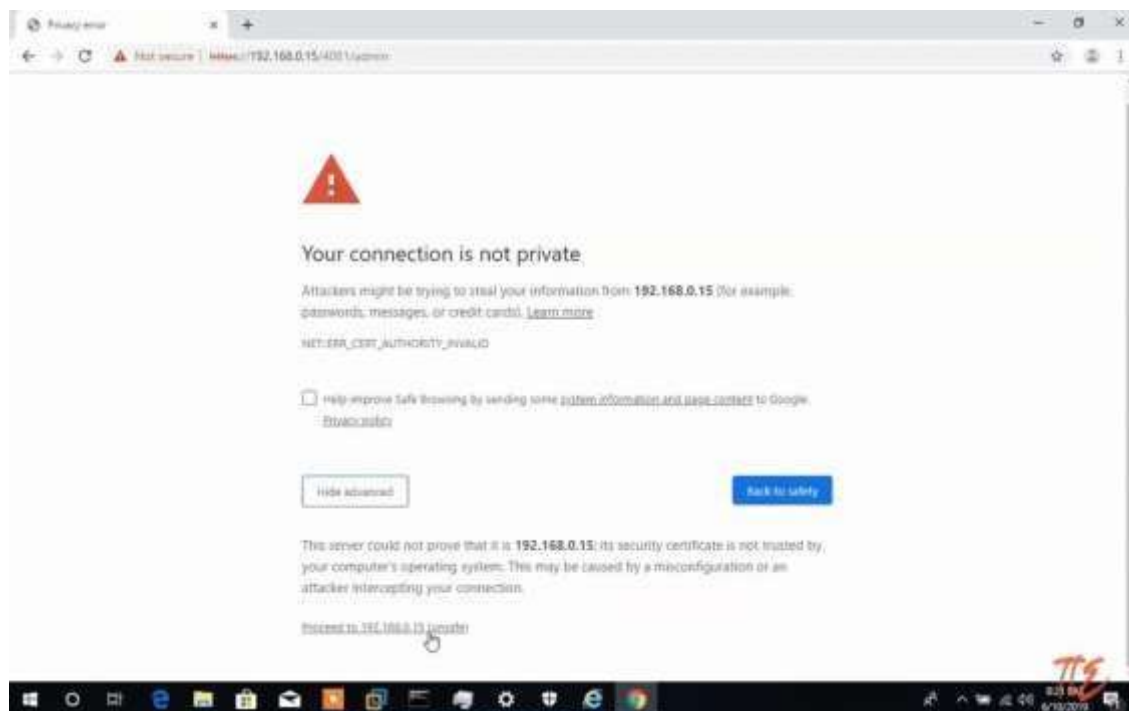 Privacy error
Not secure | https://192.168.0.15/4081/admin
Your connection is not private
Attackers might be trying to steal your information from 192.168.0.15 (for example,
passwords, messages, or credit cards). Learn more
NET::ERR_CERT_AUTHORITY_INVALID
Help improve Safe Browsing by sending some system information and page content to Google.
Privacy policy
Hide advanced
Back to safety
This server could not prove that it is 192.168.0.15; its security certificate is not trusted by
your computer's operating system. This may be caused by a misconfiguration or an
attacker intercepting your connection.
Proceed to 192.168.0.15 (unsafe)
6/10/2019